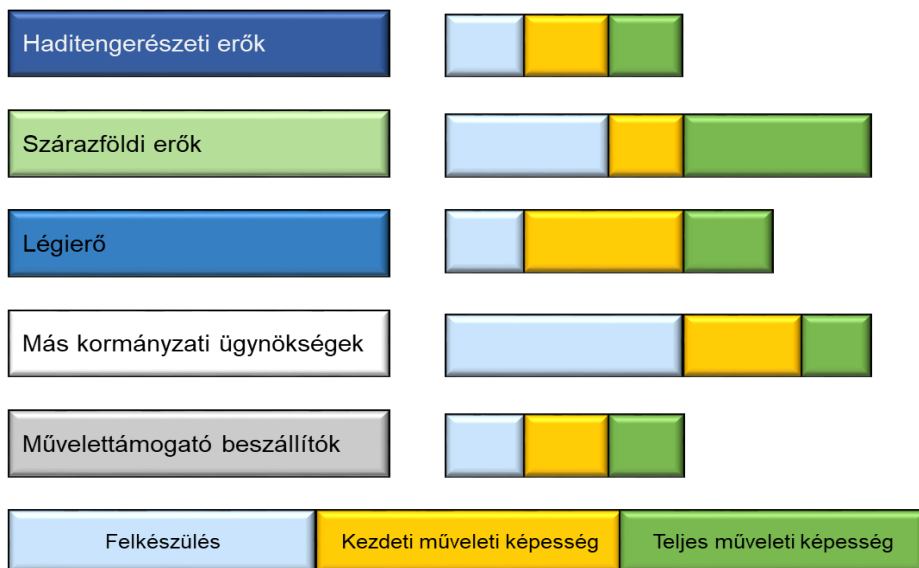 Haditengerészeti erők
Szárazföldi erők
Légierő
Más kormányzati ügynökségek
Művelettámogató beszállítók
Felkészülés
Kezdeti műveleti képesség
Teljes műveleti képesség